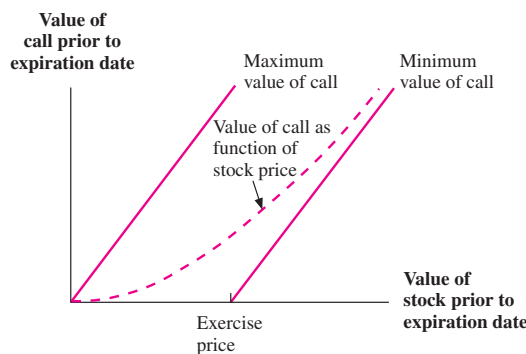 Value of
call prior to
expiration date
Maximum
value of call
Minimum
value of call
Value of call as
function of
stock price
Value of
stock prior to
expiration date
Exercise
price